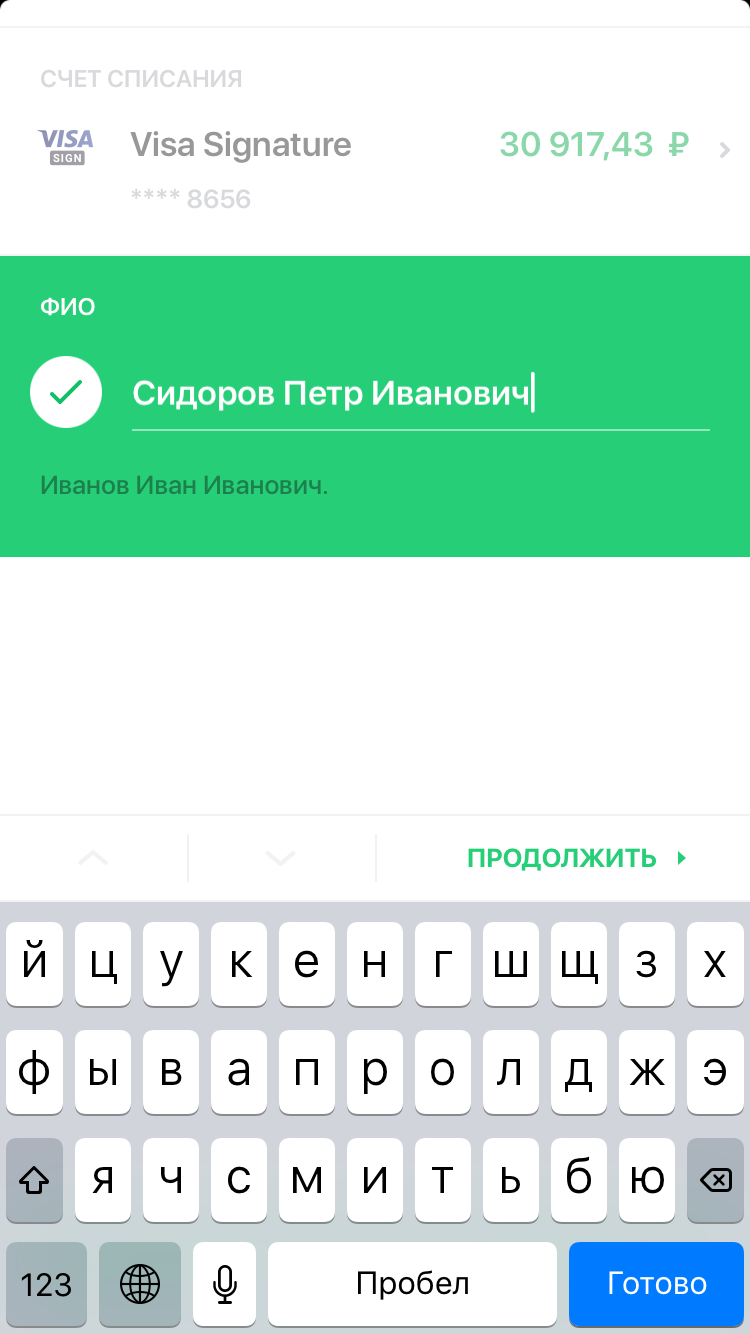 СЧЕТ СПИСАНИЯ
VISA Visa Signature 30 917,43 ₽
SIGN
**** 8656
ФИО
Сидоров Петр Иванович
Иванов Иван Иванович.
ПРОДОЛЖИТЬ
й ц у к е н г ш щ з х
ф ы в а п р о л д ж э
я ч с м и т ь б ю
123 Пробел Готово